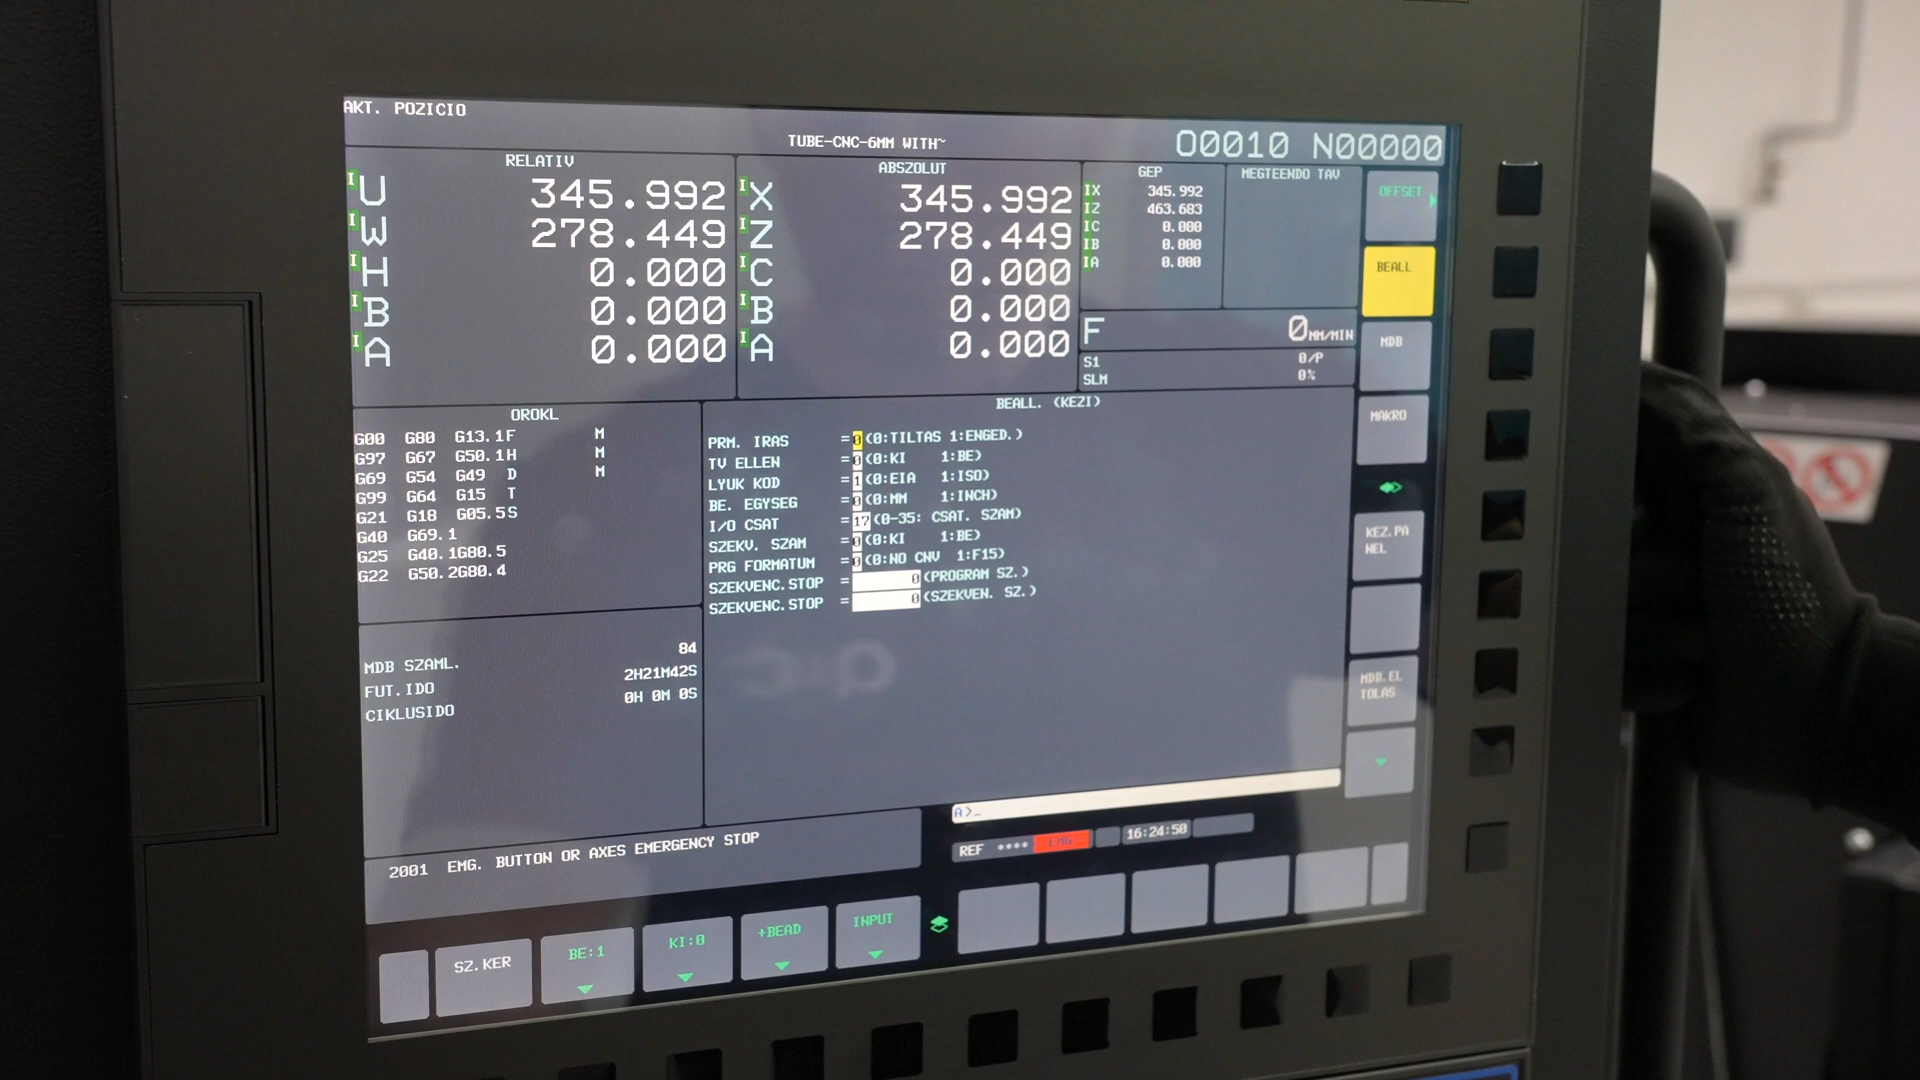 AKT. POZICIO
TUBE-CNC-6MM WITH~
O0010 N00000
RELATIV
I U 345.992
I W 278.449
I H 0.000
I B 0.000
I A 0.000
ABSZOLUT
I X 345.992
I Z 278.449
I C 0.000
I B 0.000
I A 0.000
GEP
IX 345.992
IZ 463.683
IC 0.000
IB 0.000
IA 0.000
MEGTEENDO TAV
F 0MM/MIN
S1 0/P
SLM 0%
OROKL
G00 G80 G13.1F M
G97 G67 G50.1H M
G69 G54 G49 D M
G99 G64 G15 T
G21 G18 G05.5S
G40 G69.1
G25 G40.1G80.5
G22 G50.2G80.4
MDB SZAML. 84
FUT.IDO 2H21M42S
CIKLUSIDO 0H 0M 0S
BEALL. (KEZI)
PRM. IRAS =0(0:TILTAS 1:ENGED.)
TV ELLEN =0(0:KI 1:BE)
LYUK KOD =1(0:EIA 1:ISO)
BE. EGYSEG =0(0:MM 1:INCH)
I/O CSAT =17(0-35: CSAT. SZAM)
SZEKV. SZAM =0(0:KI 1:BE)
PRG FORMATUM =0(0:NO CNV 1:F15)
SZEKVENC.STOP = 0(PROGRAM SZ.)
SZEKVENC.STOP = 0(SZEKVEN. SZ.)
A>_
2001 EMG. BUTTON OR AXES EMERGENCY STOP
REF **** EMG 16:24:50
SZ.KER
BE:1
KI:0
+BEAD
INPUT
OFFSET
BEALL
MDB
MAKRO
KEZ.PA
NEL
MDB.EL
TOLAS